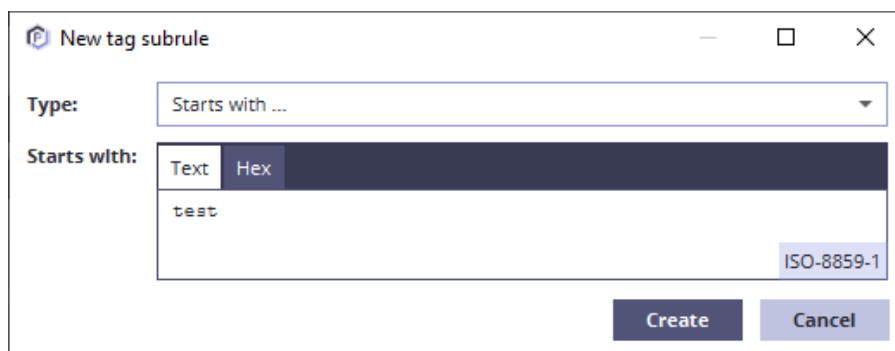 New tag subrule
Type: Starts with ...
Starts with: Text Hex
test
ISO-8859-1
Create Cancel